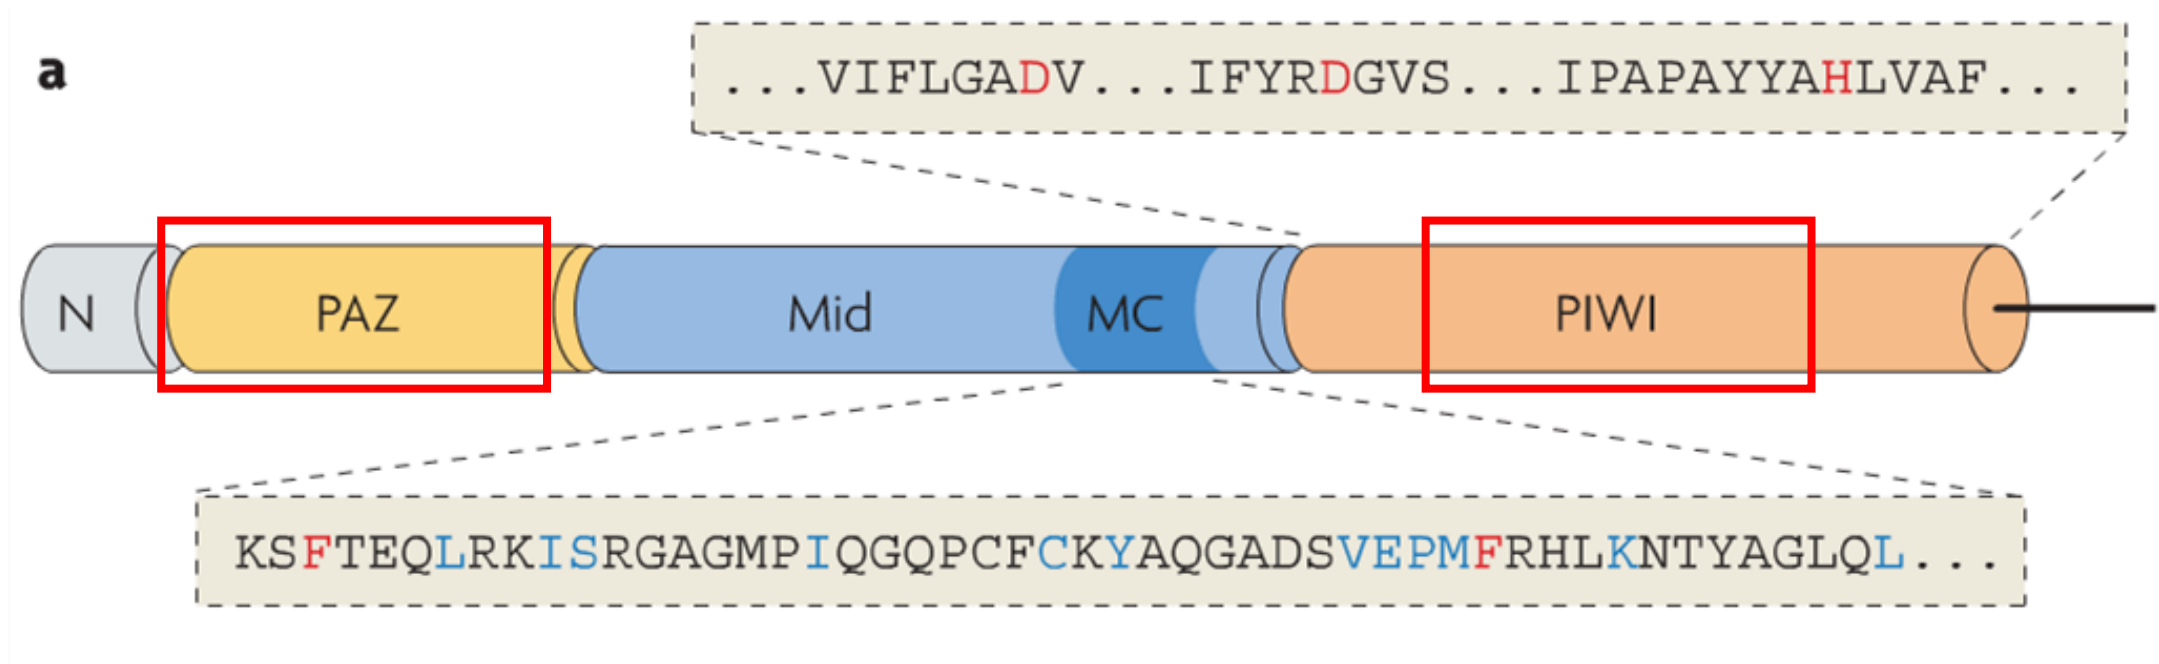 a
...VIFLGADV...IFYRDGVS...IPAPAYYAHLVAF...
N PAZ Mid MC PIWI
KSFTEQLRKISRGAGMPIQGQPCFCKYAQGADSVEPMFRHLKNTYAGLQL...